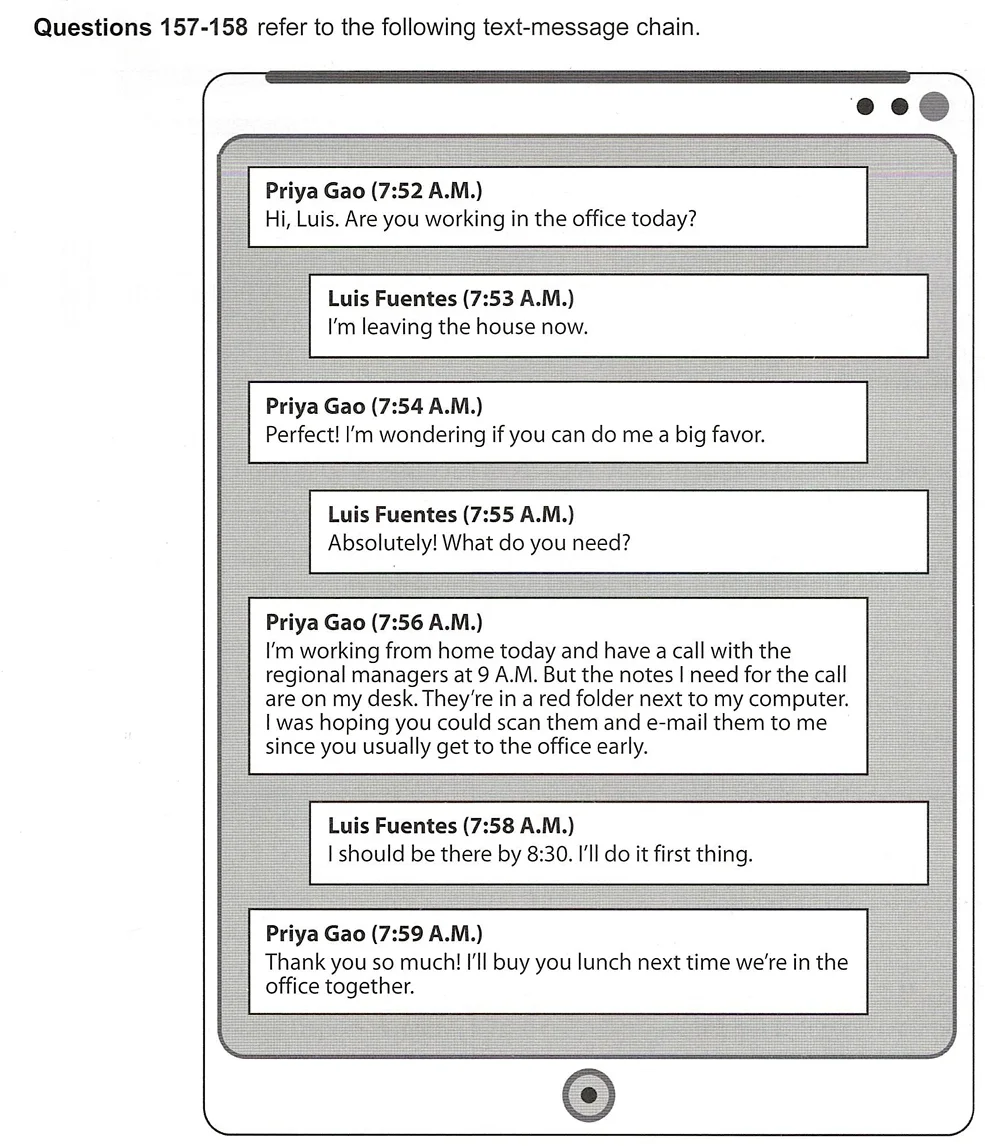 Questions 157-158 refer to the following text-message chain.
Priya Gao (7:52 A.M.)
Hi, Luis. Are you working in the office today?
Luis Fuentes (7:53 A.M.)
I'm leaving the house now.
Priya Gao (7:54 A.M.)
Perfect! I'm wondering if you can do me a big favor.
Luis Fuentes (7:55 A.M.)
Absolutely! What do you need?
Priya Gao (7:56 A.M.)
I'm working from home today and have a call with the
regional managers at 9 A.M. But the notes I need for the call
are on my desk. They're in a red folder next to my computer.
I was hoping you could scan them and e-mail them to me
since you usually get to the office early.
Luis Fuentes (7:58 A.M.)
I should be there by 8:30. I'll do it first thing.
Priya Gao (7:59 A.M.)
Thank you so much! I'll buy you lunch next time we're in the
office together.